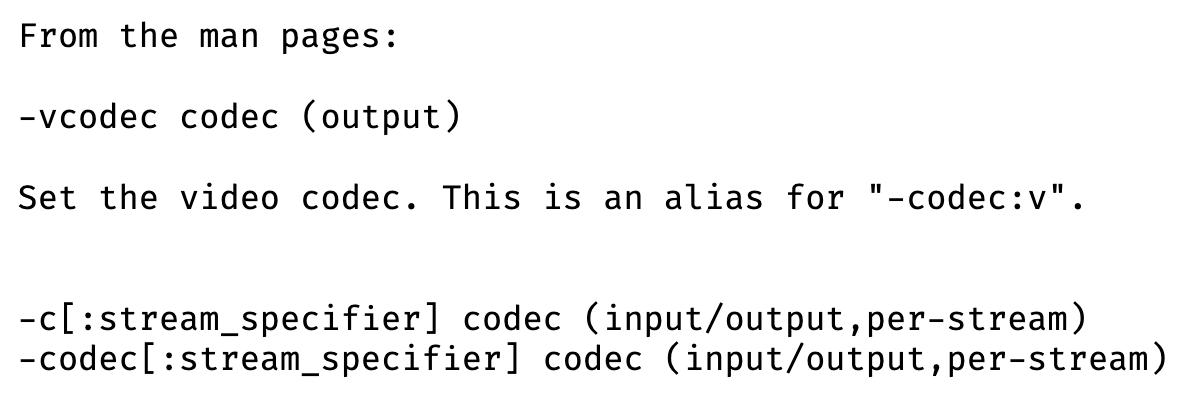 From the man pages:
-vcodec codec (output)
Set the video codec. This is an alias for "-codec:v".
-c[:stream_specifier] codec (input/output,per-stream)
-codec[:stream_specifier] codec (input/output,per-stream)